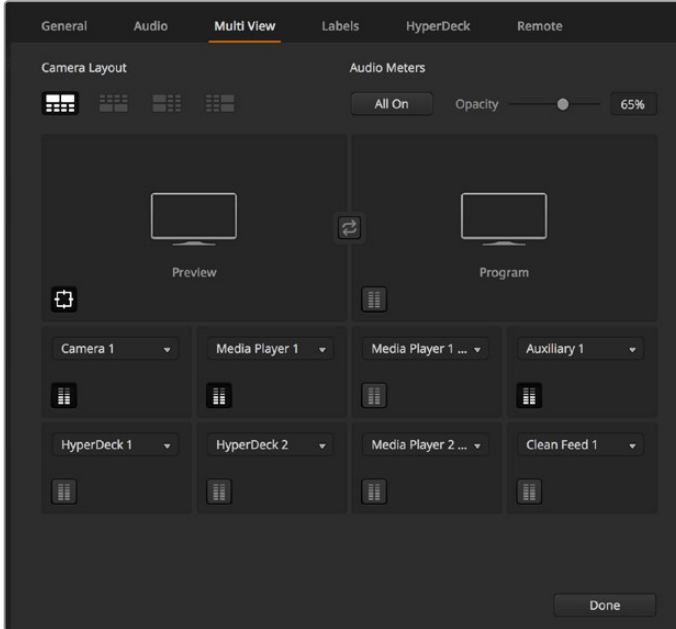 General Audio Multi View Labels HyperDeck Remote
Camera Layout Audio Meters
All On Opacity 65%
Preview Program
Camera 1 Media Player 1 Media Player 1 ... Auxiliary 1
HyperDeck 1 HyperDeck 2 Media Player 2 ... Clean Feed 1
Done